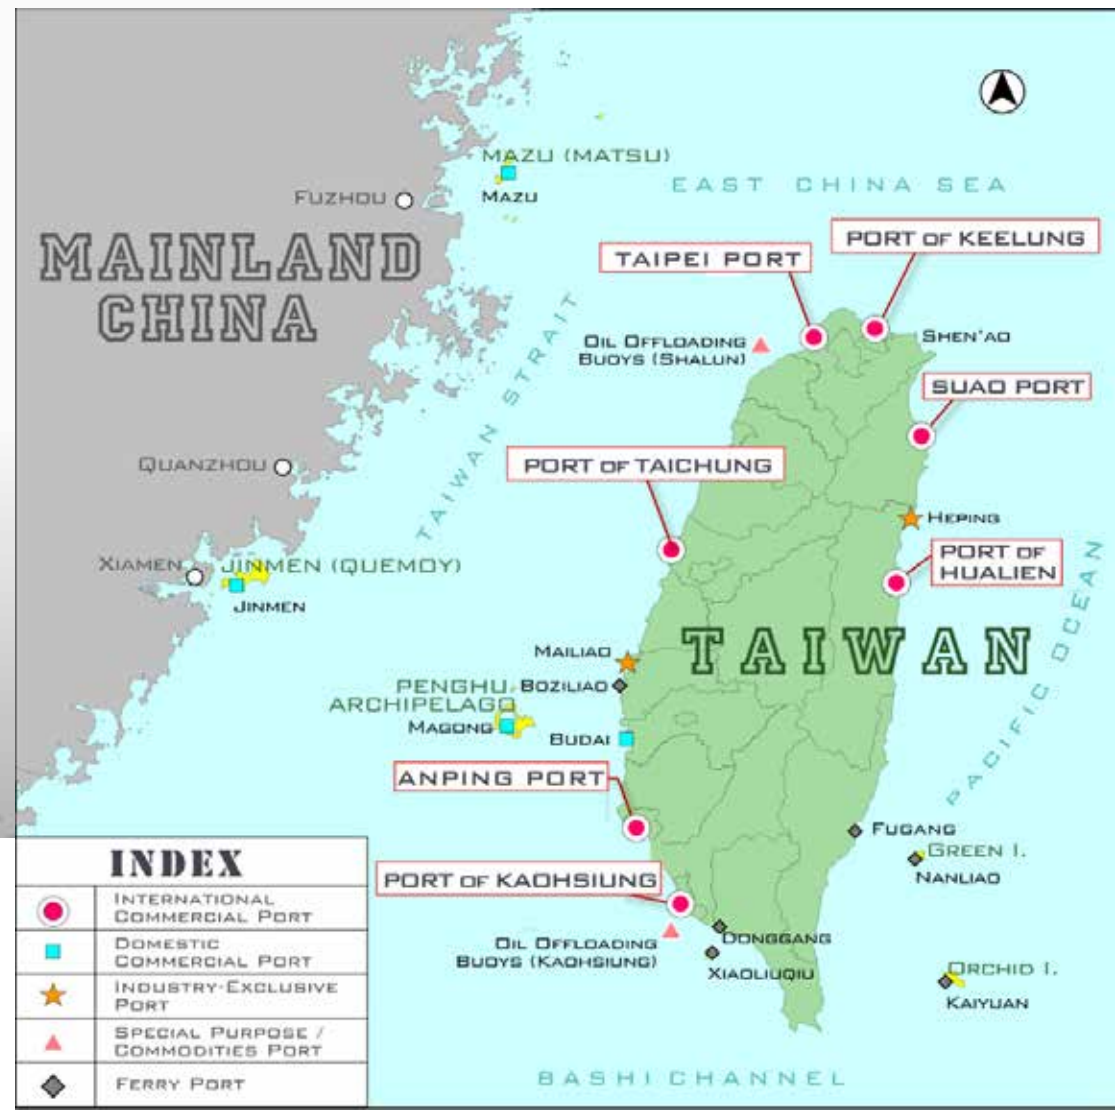 MAZU (MATSU)
MAZU
FUZHOU
EAST CHINA SEA
MAINLAND
CHINA
PORT OF KEELUNG
TAIPEI PORT
OIL OFFLOADING
BUOYS (SHALUN)
SHEN'AO
TAIWAN STRAIT
SUAO PORT
QUANZHOU
PORT OF TAICHUNG
HEPING
XIAMEN
JINMEN (QUEMOY)
JINMEN
PORT OF
HUALIEN
TAIWAN
PACIFIC OCEAN
MAILIAO
BOZILIAO
PENGHU
ARCHIPELAGO
MAGONG
BUDAI
ANPING PORT
FUGANG
GREEN I.
NANLIAO
PORT OF KAOHSIUNG
OIL OFFLOADING
BUOYS (KAOHSIUNG)
DONGGANG
XIAOLIUQIU
ORCHID I.
KAIYUAN
BASHI CHANNEL
INDEX
INTERNATIONAL
COMMERCIAL PORT
DOMESTIC
COMMERCIAL PORT
INDUSTRY-EXCLUSIVE
PORT
SPECIAL PURPOSE /
COMMODITIES PORT
FERRY PORT